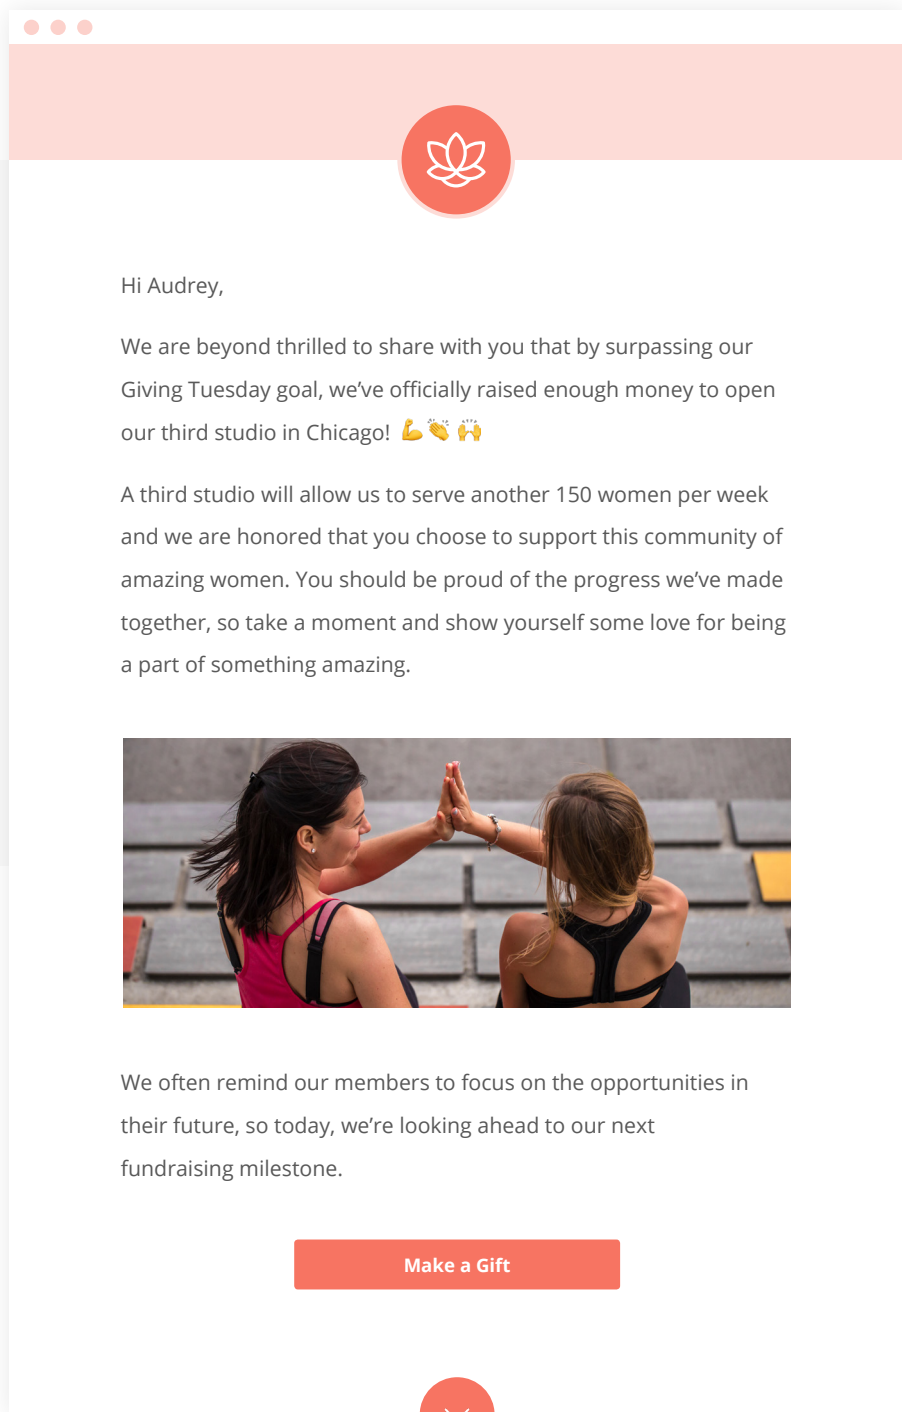 Hi Audrey,
We are beyond thrilled to share with you that by surpassing our
Giving Tuesday goal, we’ve officially raised enough money to open
our third studio in Chicago! 💪👏🙌
A third studio will allow us to serve another 150 women per week
and we are honored that you choose to support this community of
amazing women. You should be proud of the progress we’ve made
together, so take a moment and show yourself some love for being
a part of something amazing.
We often remind our members to focus on the opportunities in
their future, so today, we’re looking ahead to our next
fundraising milestone.
Make a Gift